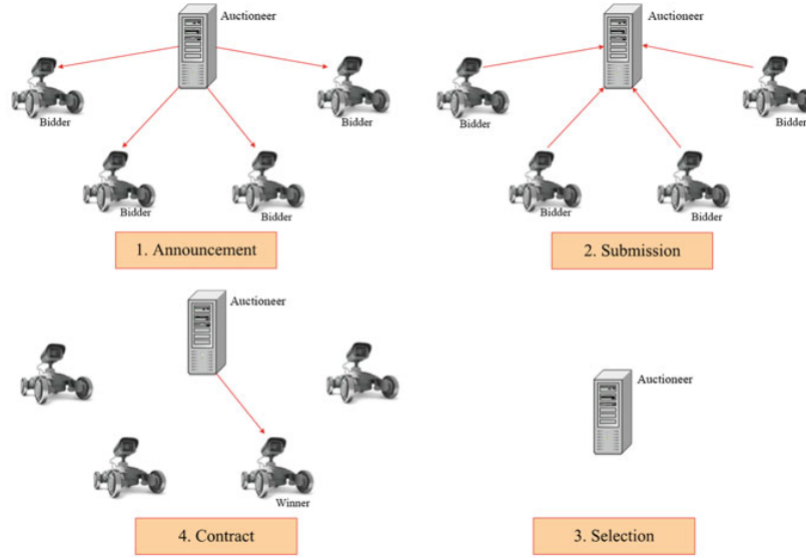 Auctioneer
Bidder
Bidder
Bidder
Bidder
1. Announcement
Auctioneer
Bidder
Bidder
Bidder
Bidder
2. Submission
Auctioneer
Winner
4. Contract
Auctioneer
3. Selection